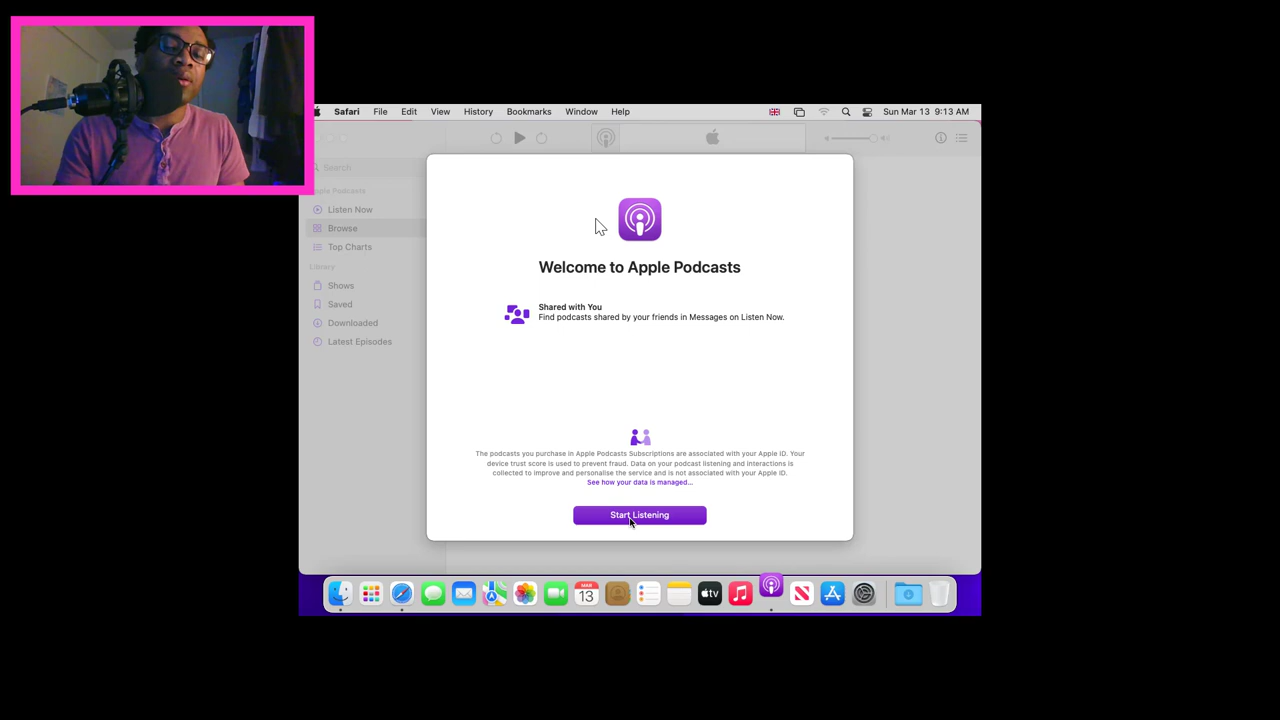 Safari File Edit View History Bookmarks Window Help Sun Mar 13 9:13 AM
Search
Apple Podcasts
Listen Now
Browse
Top Charts
Library
Shows
Saved
Downloaded
Latest Episodes
Welcome to Apple Podcasts
Shared with You
Find podcasts shared by your friends in Messages on Listen Now.
The podcasts you purchase in Apple Podcasts Subscriptions are associated with your Apple ID. Your
device trust score is used to prevent fraud. Data on your podcast listening and interactions is
collected to improve and personalise the service and is not associated with your Apple ID.
See how your data is managed...
Start Listening
MAR
13
tv